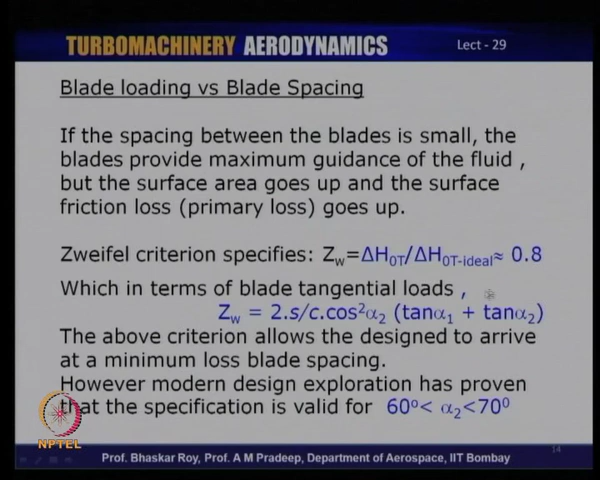 TURBOMACHINERY AERODYNAMICS
Lect - 29
Blade loading vs Blade Spacing
If the spacing between the blades is small, the
blades provide maximum guidance of the fluid ,
but the surface area goes up and the surface
friction loss (primary loss) goes up.
Zweifel criterion specifies: Zw=ΔH0T/ΔH0T-ideal≈ 0.8
Which in terms of blade tangential loads ,
Zw = 2.s/c.cos²α₂ (tanα₁ + tanα₂)
The above criterion allows the designed to arrive
at a minimum loss blade spacing.
However modern design exploration has proven
that the specification is valid for 60⁰< α₂<70⁰
NPTEL
14
Prof. Bhaskar Roy, Prof. A M Pradeep, Department of Aerospace, IIT Bombay